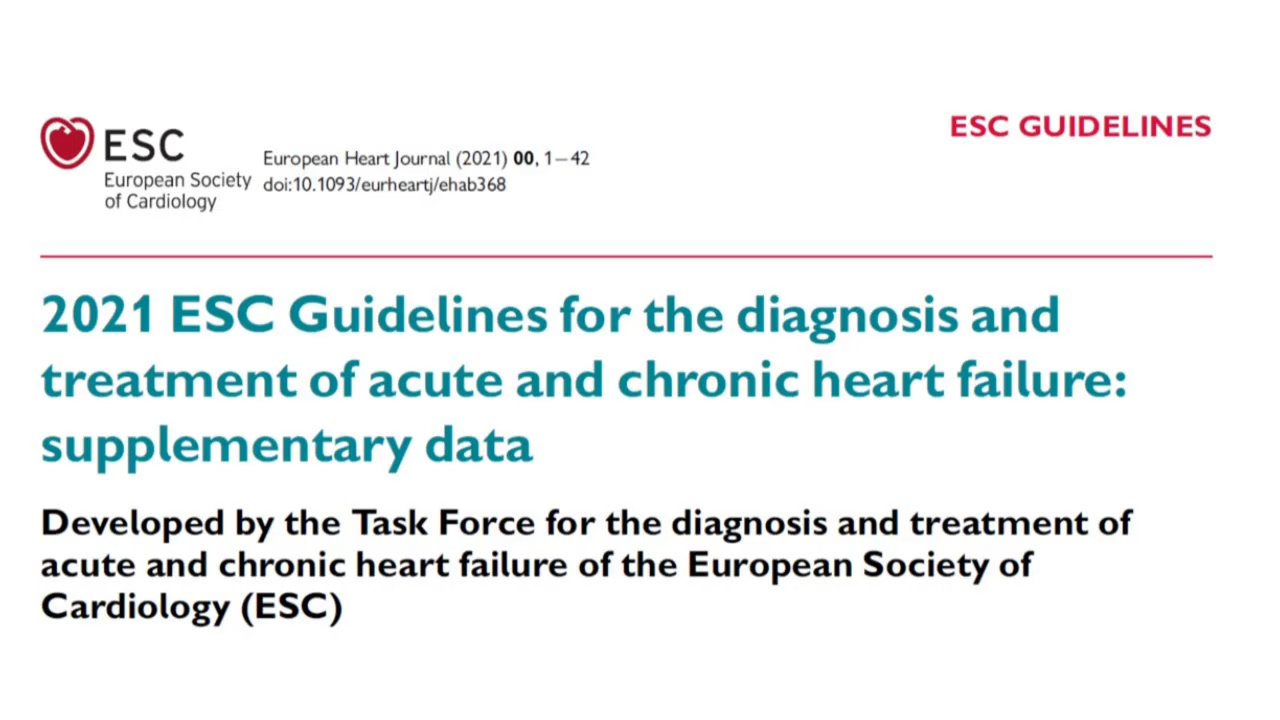 ESC
European Society
of Cardiology
European Heart Journal (2021) 00, 1–42
doi:10.1093/eurheartj/ehab368
ESC GUIDELINES
2021 ESC Guidelines for the diagnosis and
treatment of acute and chronic heart failure:
supplementary data
Developed by the Task Force for the diagnosis and treatment of
acute and chronic heart failure of the European Society of
Cardiology (ESC)